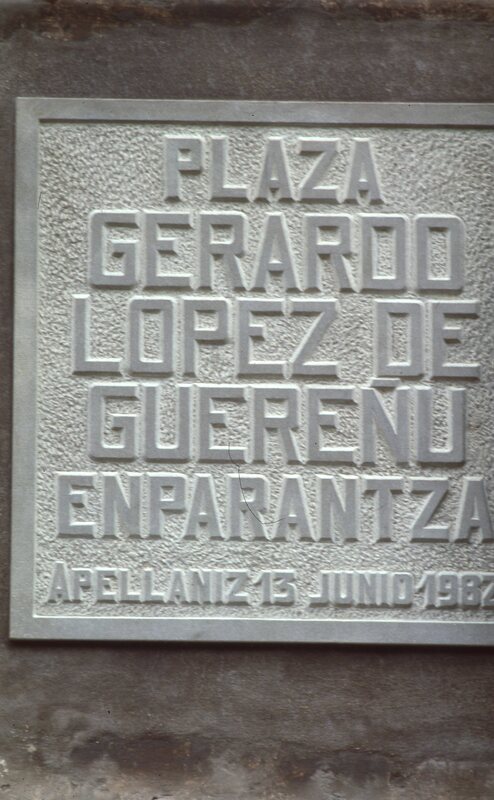 PLAZA
GERARDO
LOPEZ DE
GUEREÑU
ENPARANTZA
APELLANIZ 13 JUNIO 1982